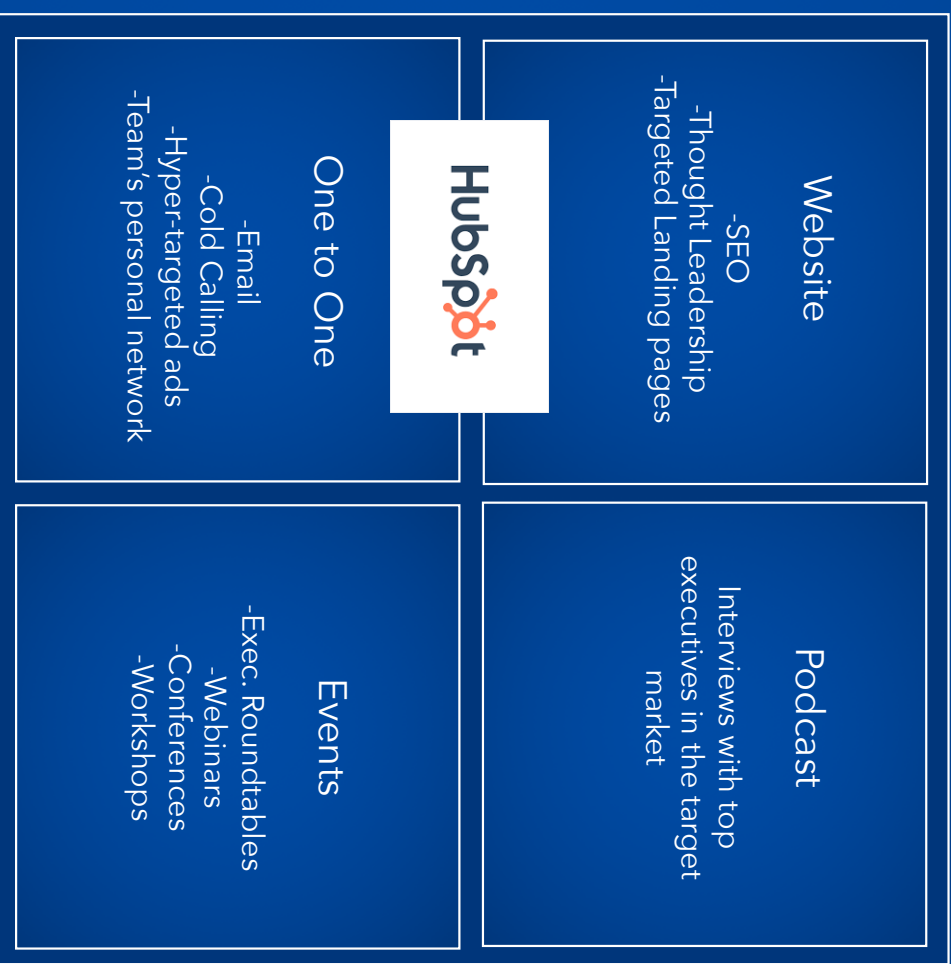 Website
-SEO
-Thought Leadership
-Targeted Landing pages
Podcast
Interviews with top
executives in the target
market
HubSpot
One to One
-Email
-Cold Calling
-Hyper-targeted ads
-Team's personal network
Events
-Exec. Roundtables
-Webinars
-Conferences
-Workshops